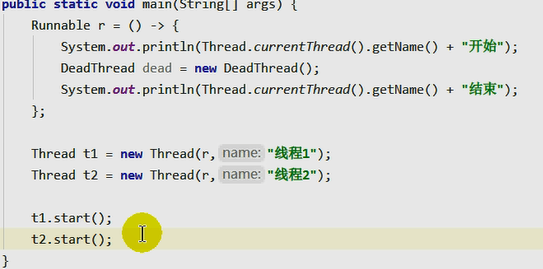 public static void main(String[] args) {
Runnable r = () -> {
System.out.println(Thread.currentThread().getName() + "开始");
DeadThread dead = new DeadThread();
System.out.println(Thread.currentThread().getName() + "结束");
};
Thread t1 = new Thread(r, name: "线程1");
Thread t2 = new Thread(r, name: "线程2");
t1.start();
t2.start();
}